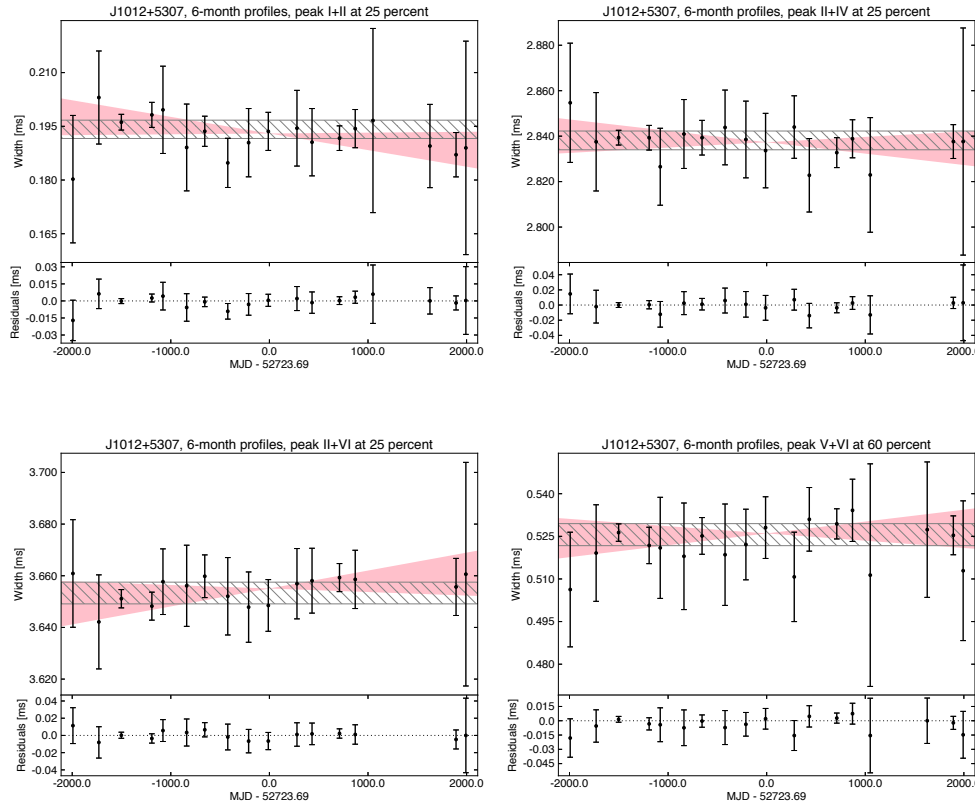 J1012+5307, 6-month profiles, peak I+II at 25 percent
Width [ms]
0.210
0.195
0.180
0.165
Residuals [ms]
0.03
0.015
0.0
-0.015
-0.03
-2000.0 -1000.0 0.0 1000.0 2000.0
MJD - 52723.69
J1012+5307, 6-month profiles, peak II+IV at 25 percent
Width [ms]
2.880
2.860
2.840
2.820
2.800
Residuals [ms]
0.04
0.02
0.0
-0.02
-0.04
-2000.0 -1000.0 0.0 1000.0 2000.0
MJD - 52723.69
J1012+5307, 6-month profiles, peak II+VI at 25 percent
Width [ms]
3.700
3.680
3.660
3.640
3.620
Residuals [ms]
0.04
0.02
0.0
-0.02
-0.04
-2000.0 -1000.0 0.0 1000.0 2000.0
MJD - 52723.69
J1012+5307, 6-month profiles, peak V+VI at 60 percent
Width [ms]
0.540
0.525
0.510
0.495
0.480
Residuals [ms]
0.015
0.0
-0.015
-0.03
-0.045
-2000.0 -1000.0 0.0 1000.0 2000.0
MJD - 52723.69